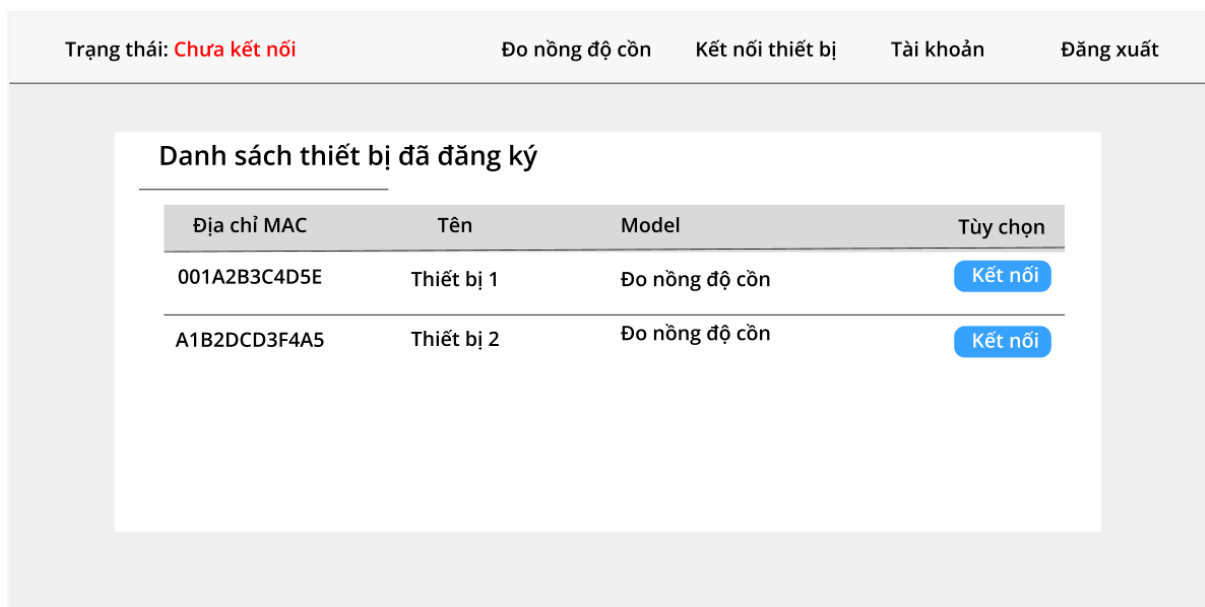 Trạng thái: Chưa kết nối Đo nồng độ cồn Kết nối thiết bị Tài khoản Đăng xuất
Danh sách thiết bị đã đăng ký
Địa chỉ MAC Tên Model Tùy chọn
001A2B3C4D5E Thiết bị 1 Đo nồng độ cồn Kết nối
A1B2DCD3F4A5 Thiết bị 2 Đo nồng độ cồn Kết nối